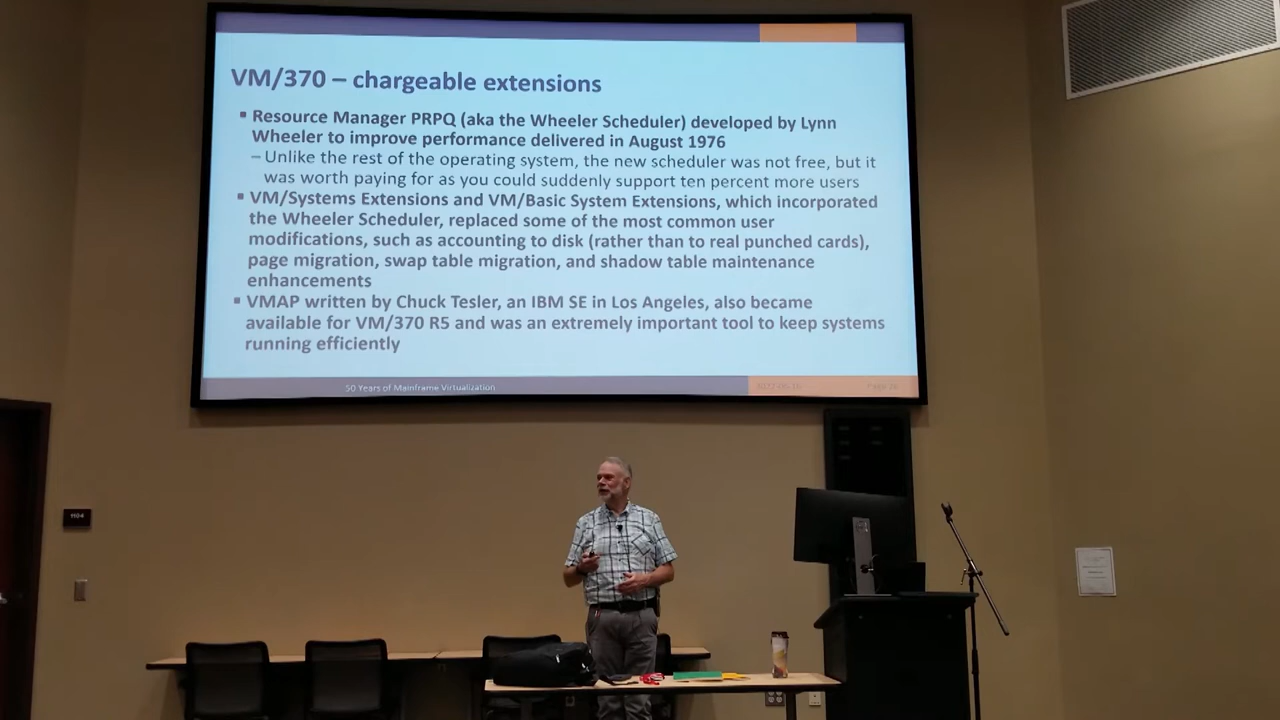 VM/370 – chargeable extensions
▪ Resource Manager PRPQ (aka the Wheeler Scheduler) developed by Lynn
Wheeler to improve performance delivered in August 1976
– Unlike the rest of the operating system, the new scheduler was not free, but it
was worth paying for as you could suddenly support ten percent more users
▪ VM/Systems Extensions and VM/Basic System Extensions, which incorporated
the Wheeler Scheduler, replaced some of the most common user
modifications, such as accounting to disk (rather than to real punched cards),
page migration, swap table migration, and shadow table maintenance
enhancements
▪ VMAP written by Chuck Tesler, an IBM SE in Los Angeles, also became
available for VM/370 R5 and was an extremely important tool to keep systems
running efficiently
50 Years of Mainframe Virtualization
1104